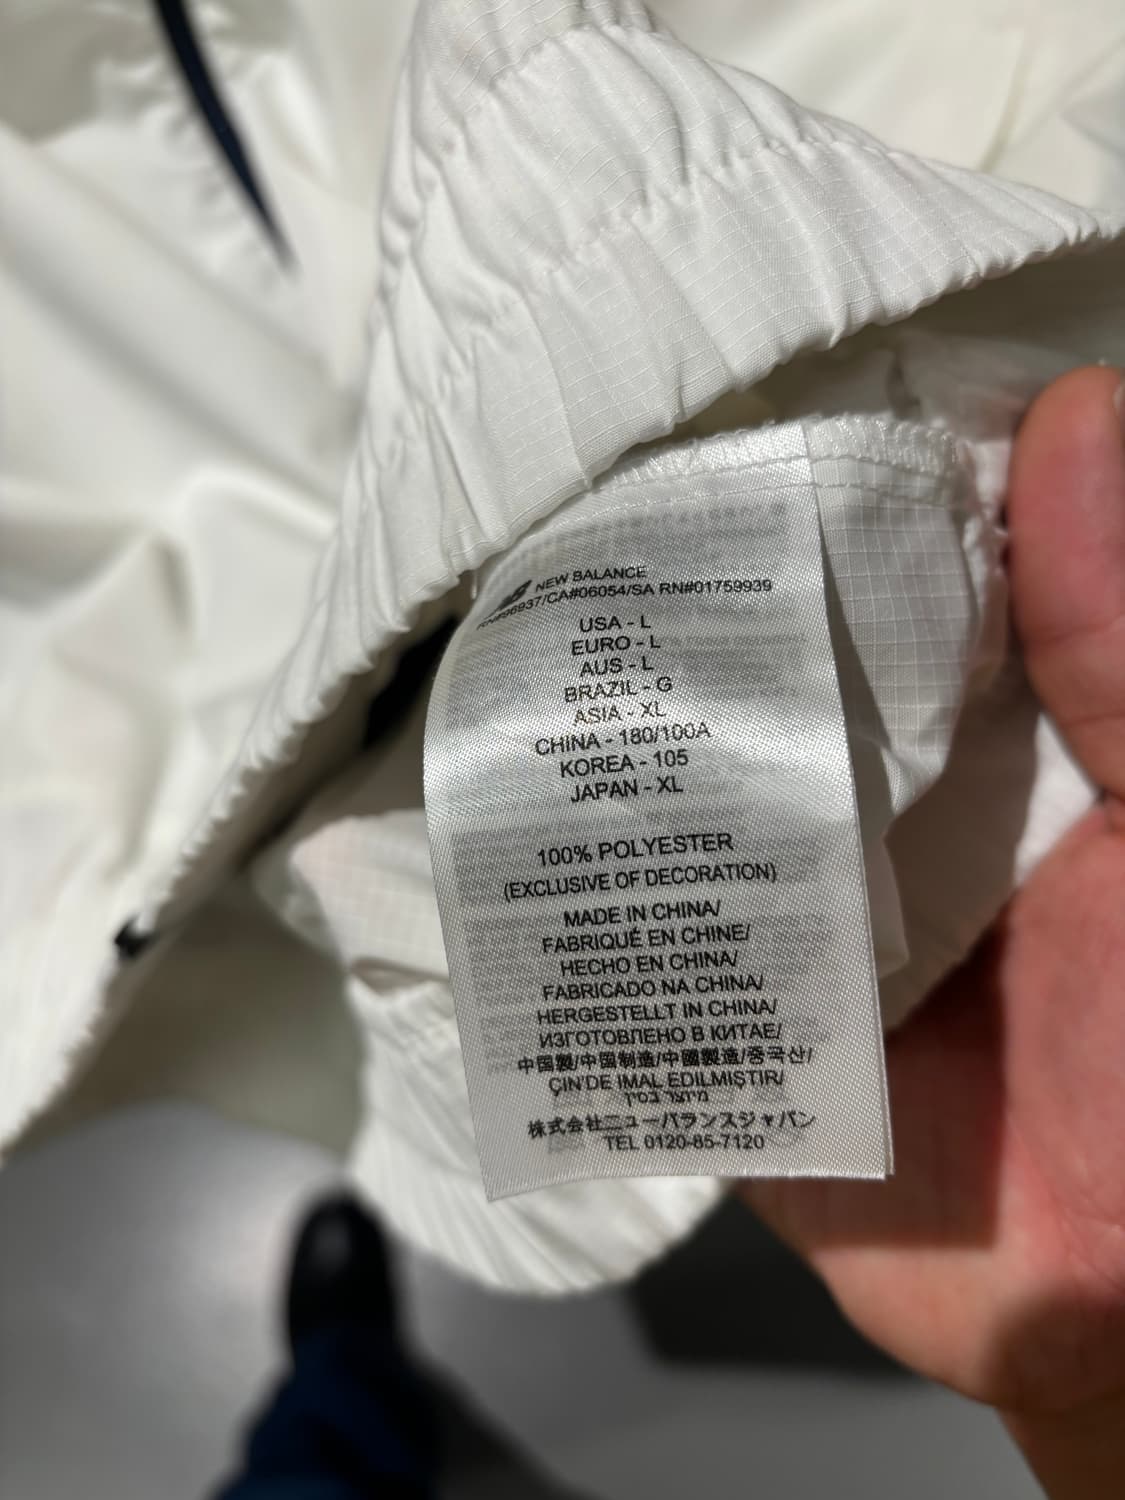 NEW BALANCE
RN#96937/CA#06054/SA RN#01759939
USA - L
EURO - L
AUS - L
BRAZIL - G
ASIA - XL
CHINA - 180/100A
KOREA - 105
JAPAN - XL
100% POLYESTER
(EXCLUSIVE OF DECORATION)
MADE IN CHINA/
FABRIQUÉ EN CHINE/
HECHO EN CHINA/
FABRICADO NA CHINA/
HERGESTELLT IN CHINA/
ИЗГОТОВЛЕНО В КИТАЕ/
中国製/中国制造/中國製造/중국산/
ÇIN'DE IMAL EDILMISTIR/
מיוצר בסין
株式会社ニューバランスジャパン
TEL 0120-85-7120